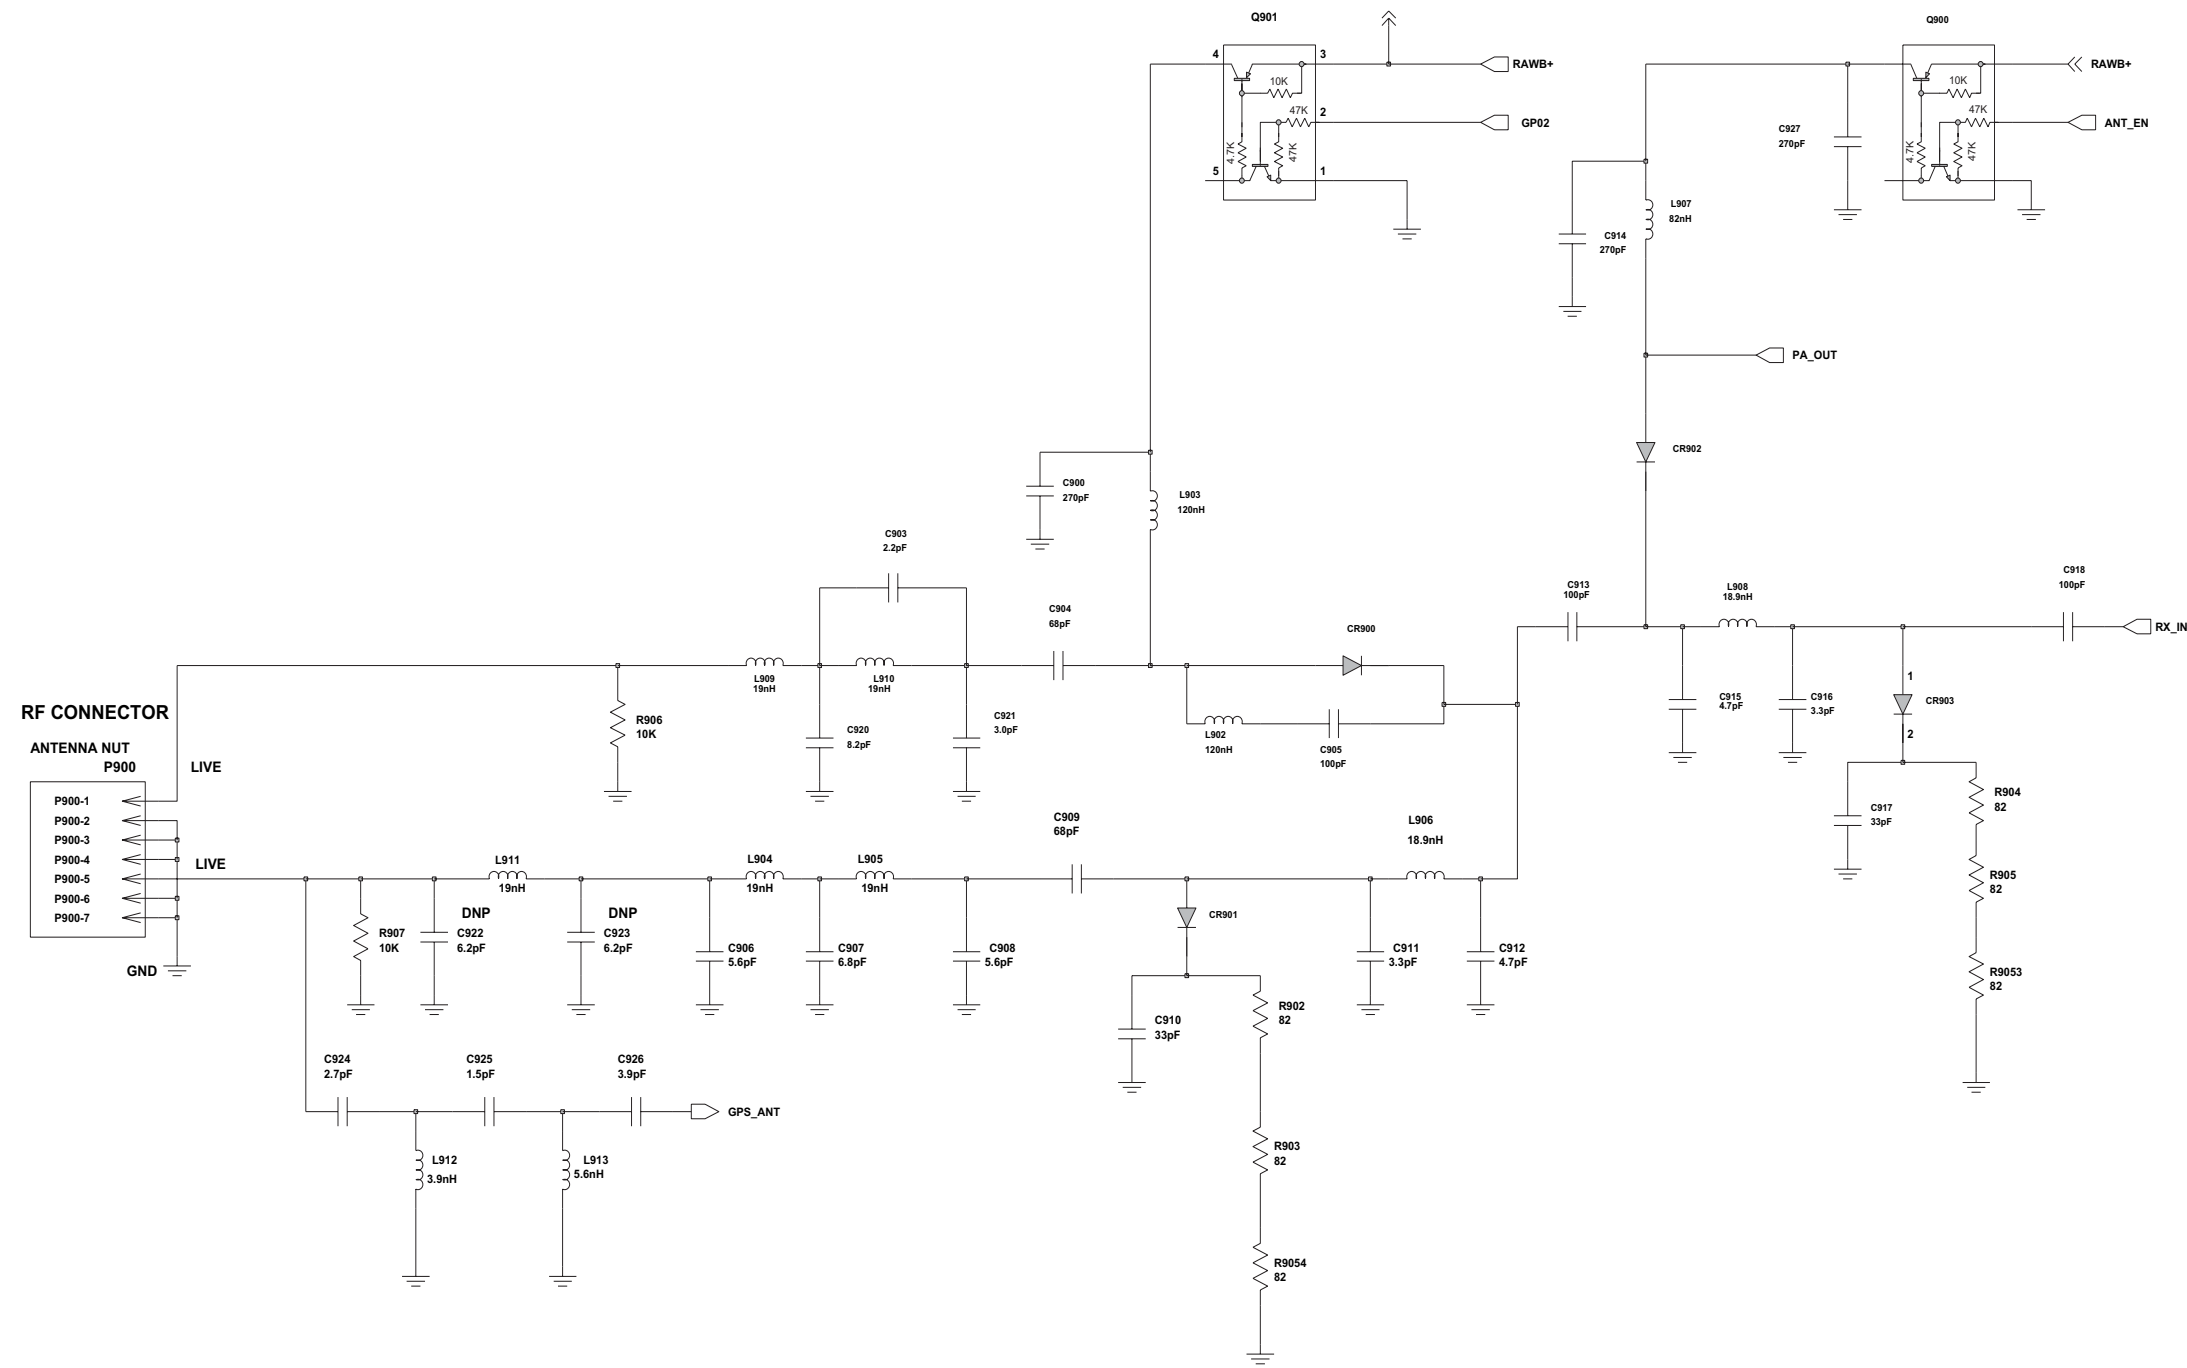 Q901
Q900
4
3
RAWB+
RAWB+
10K
10K
47K
2
GP02
47K
ANT_EN
C927
270pF
4.7K
47K
4.7K
47K
5
1
L907
82nH
C914
270pF
PA_OUT
CR902
C900
270pF
L903
120nH
C903
2.2pF
C913
100pF
L908
18.9nH
C918
100pF
C904
68pF
CR900
RX_IN
L909
19nH
L910
19nH
1
RF CONNECTOR
R906
10K
C920
8.2pF
C921
3.0pF
L902
120nH
C905
100pF
C915
4.7pF
C916
3.3pF
CR903
2
ANTENNA NUT
P900
LIVE
P900-1
P900-2
P900-3
P900-4
P900-5
P900-6
P900-7
LIVE
GND
C909
68pF
L906
18.9nH
C917
33pF
R904
82
R905
82
R9053
82
L911
19nH
L904
19nH
L905
19nH
DNP
DNP
CR901
R907
10K
C922
6.2pF
C923
6.2pF
C906
5.6pF
C907
6.8pF
C908
5.6pF
C911
3.3pF
C912
4.7pF
C910
33pF
R902
82
C924
2.7pF
C925
1.5pF
C926
3.9pF
GPS_ANT
L912
3.9nH
L913
5.6nH
R903
82
R9054
82